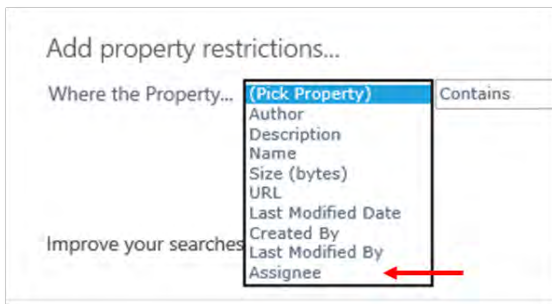 Add property restrictions...
Where the Property... (Pick Property) Contains
Author
Description
Name
Size (bytes)
URL
Last Modified Date
Created By
Improve your searches Last Modified By
Assignee